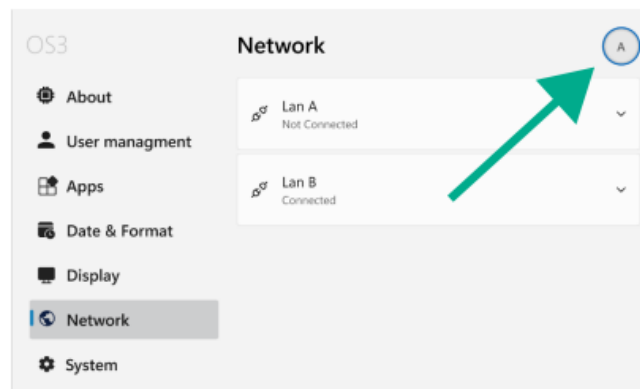 OS3
About
User managment
Apps
Date & Format
Display
Network
System
Network
A
Lan A
Not Connected
Lan B
Connected